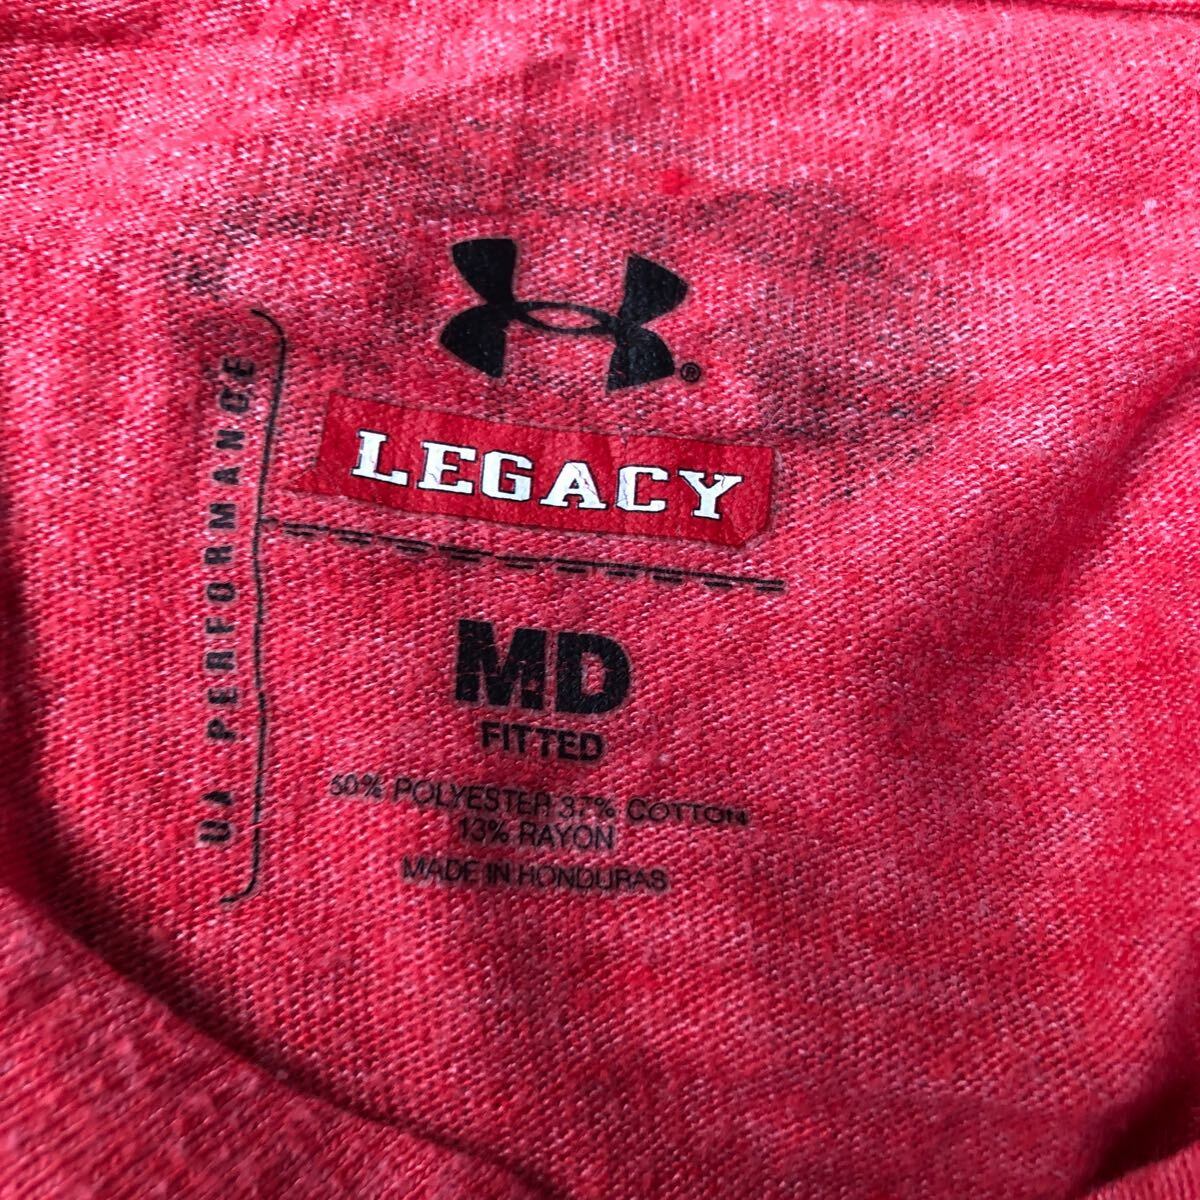 ®
LEGACY
UA PERFORMANCE
MD
FITTED
50% POLYESTER 37% COTTON
13% RAYON
MADE IN HONDURAS